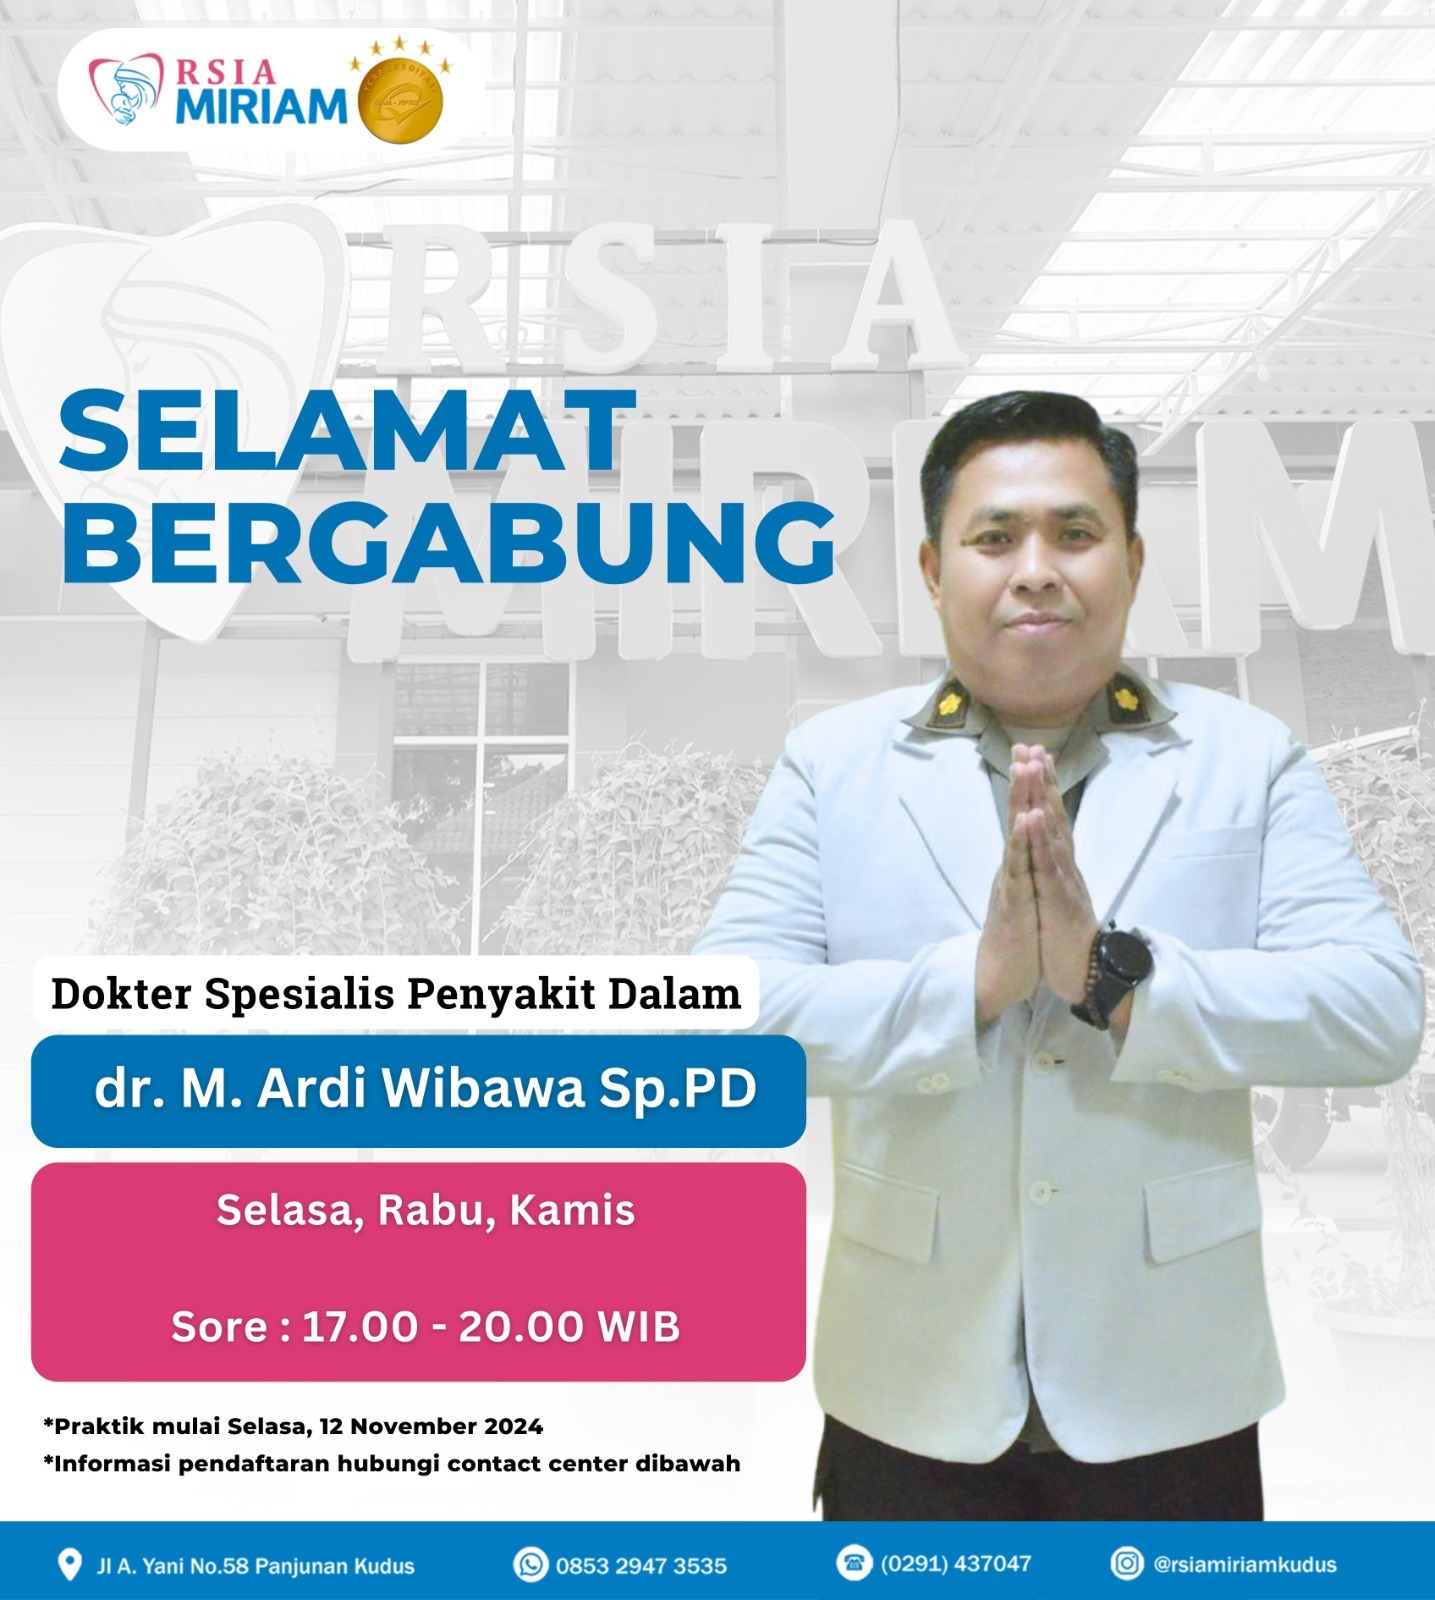 RSIA
MIRIAM
RSIA
MIRIAM
SELAMAT
BERGABUNG
Dokter Spesialis Penyakit Dalam
dr. M. Ardi Wibawa Sp.PD
Selasa, Rabu, Kamis
Sore : 17.00 - 20.00 WIB
*Praktik mulai Selasa, 12 November 2024
*Informasi pendaftaran hubungi contact center dibawah
Jl A. Yani No.58 Panjunan Kudus
0853 2947 3535
(0291) 437047
@rsiamiriamkudus